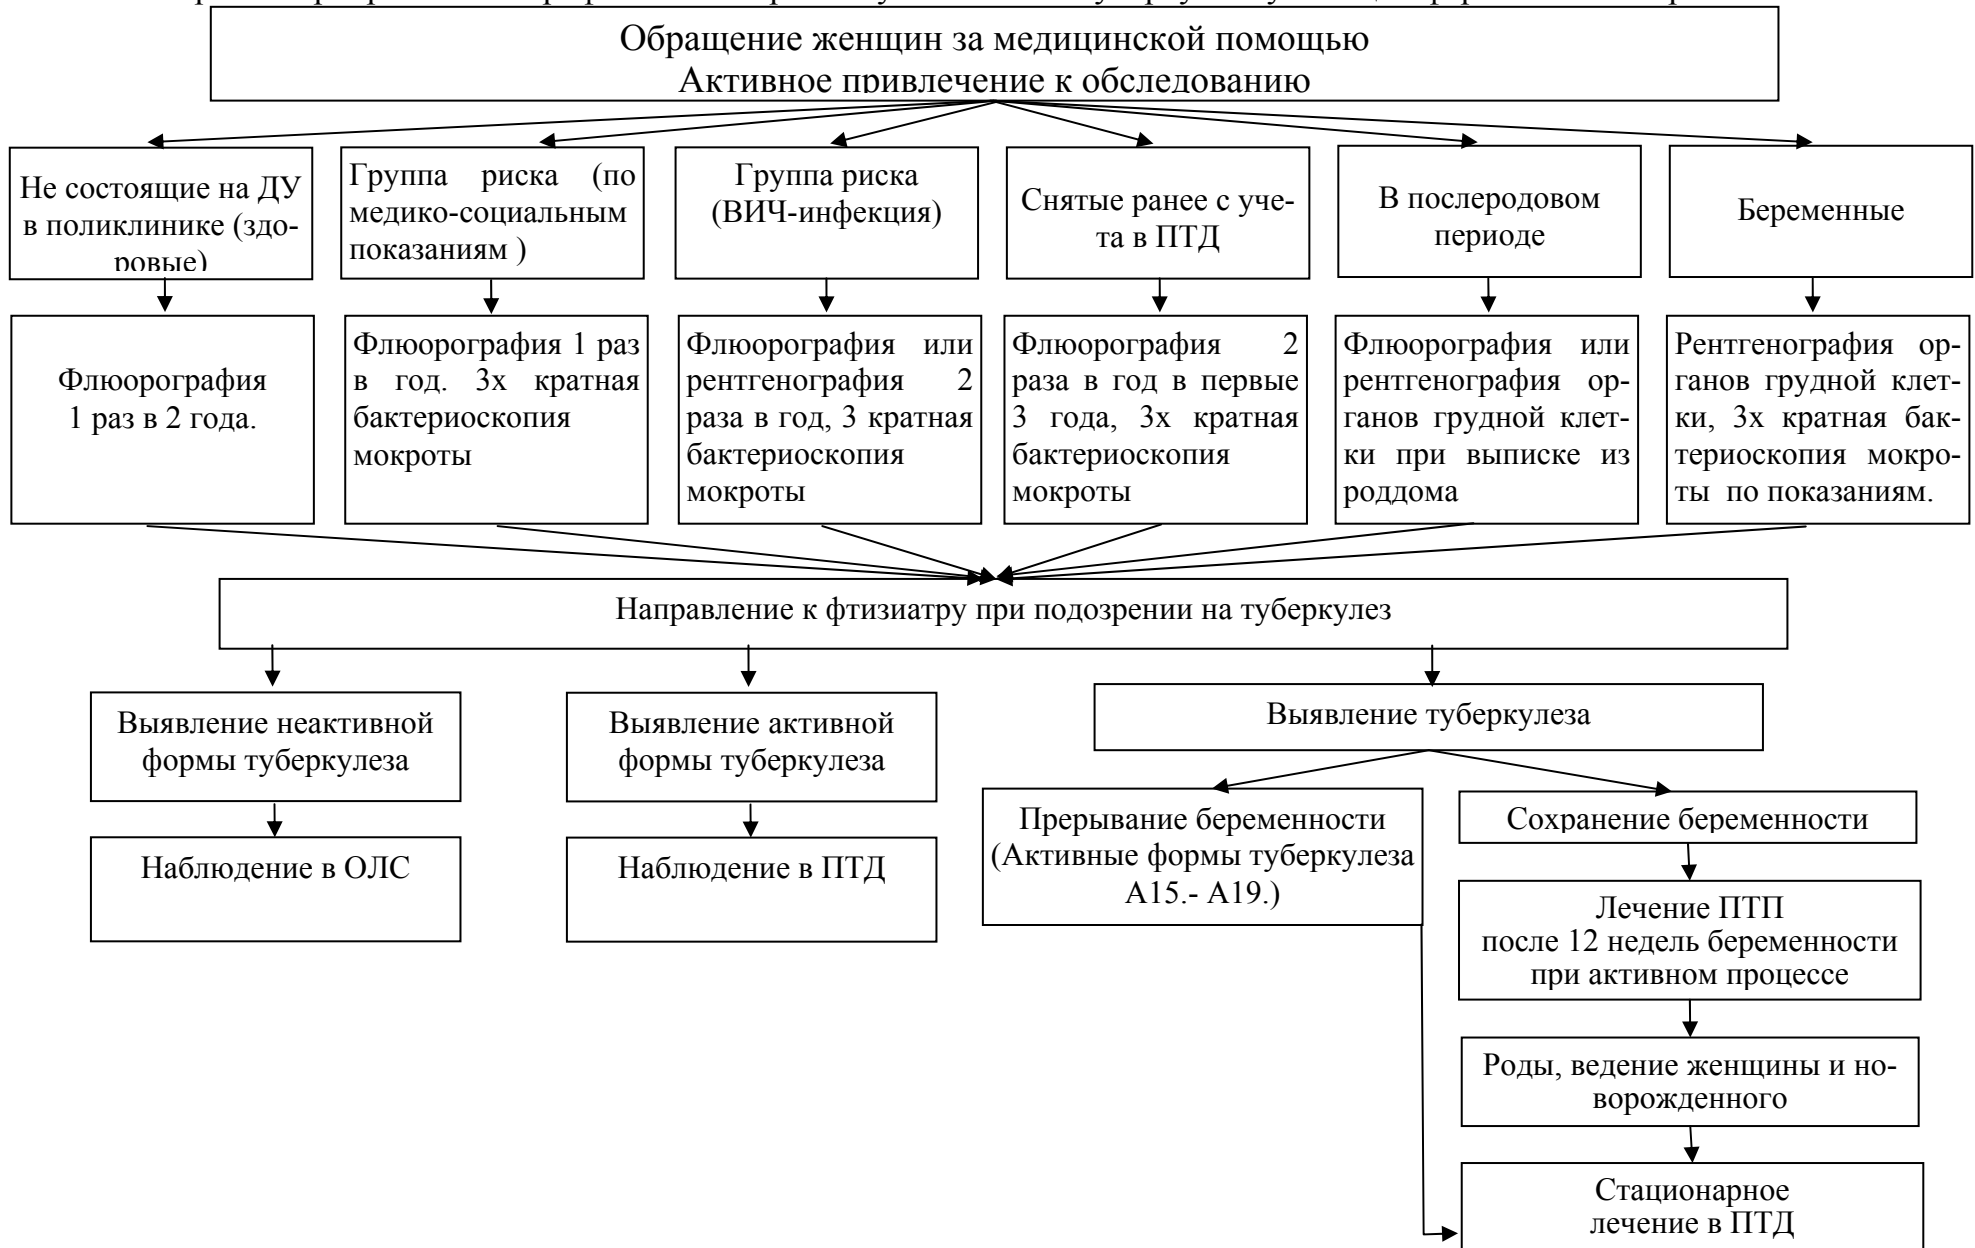 Обращение женщин за медицинской помощью
Активное привлечение к обследованию
Не состоящие на ДУ
в поликлинике (здо-
ровые)
Группа риска (по
медико-социальным
показаниям )
Группа риска
(ВИЧ-инфекция)
Снятые ранее с уче-
та в ПТД
В послеродовом
периоде
Беременные
Флюорография
1 раз в 2 года.
Флюорография 1 раз
в год. 3х кратная
бактериоскопия
мокроты
Флюорография или
рентгенография 2
раза в год, 3 кратная
бактериоскопия
мокроты
Флюорография 2
раза в год в первые
3 года, 3х кратная
бактериоскопия
мокроты
Флюорография или
рентгенография ор-
ганов грудной клет-
ки при выписке из
роддома
Рентгенография ор-
ганов грудной клет-
ки, 3х кратная бак-
териоскопия мокро-
ты по показаниям.
Направление к фтизиатру при подозрении на туберкулез
Выявление неактивной
формы туберкулеза
Выявление активной
формы туберкулеза
Выявление туберкулеза
Наблюдение в ОЛС
Наблюдение в ПТД
Прерывание беременности
(Активные формы туберкулеза
А15.- А19.)
Сохранение беременности
Лечение ПТП
после 12 недель беременности
при активном процессе
Роды, ведение женщины и но-
ворожденного
Стационарное
лечение в ПТД